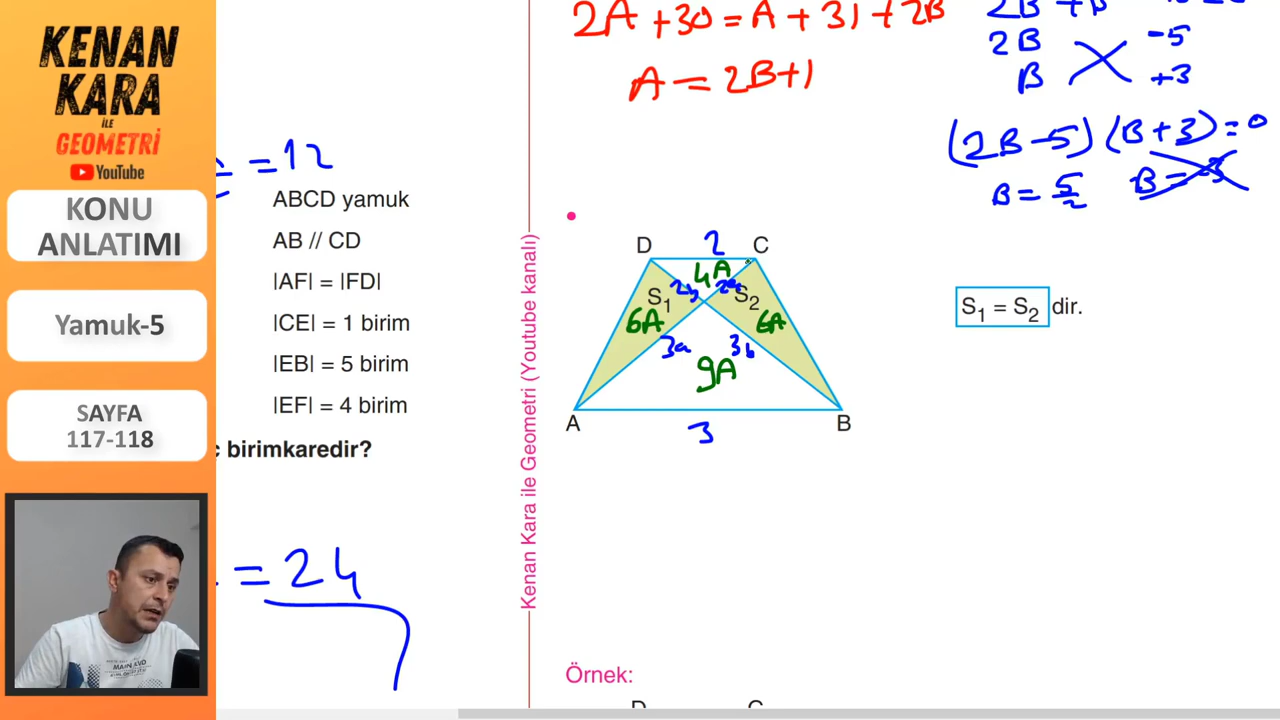 KENAN
KARA
İLE
GEOMETRİ
YouTube
KONU
ANLATIMI
Yamuk-5
SAYFA
117-118
= 12
ABCD yamuk
AB // CD
|AF| = |FD|
|CE| = 1 birim
|EB| = 5 birim
|EF| = 4 birim
birimkaredir?
= 24
Kenan Kara ile Geometri (Youtube kanalı)
2A + 30 = A + 31 + 2B
A = 2B + 1
2B -5
B +3
(2B - 5) (B + 3) = 0
B = 5/2 B = -3
2
D C
4A
S1 2b 2a S2
6A 6A
3a 3b
9A
A B
3
S1 = S2 dir.
Örnek:
D C